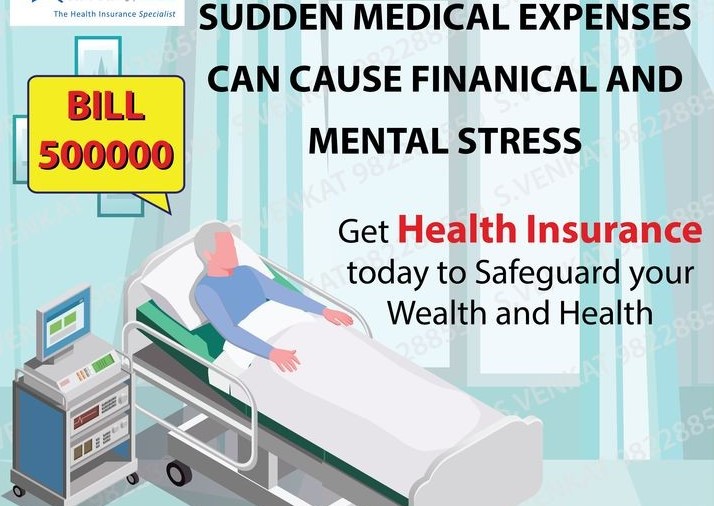 The Health Insurance Specialist
SUDDEN MEDICAL EXPENSES
CAN CAUSE FINANICAL AND
MENTAL STRESS
BILL
500000
Get Health Insurance
today to Safeguard your
Wealth and Health